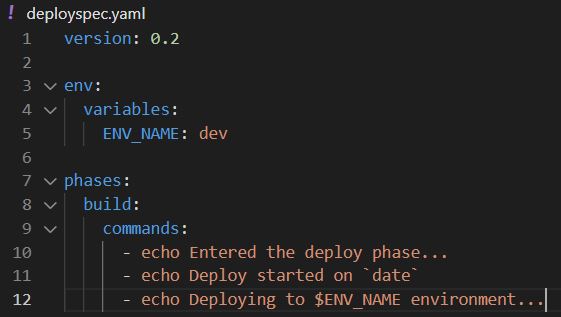 ! deployspec.yaml
1 version: 0.2
2
3 env:
4   variables:
5     ENV_NAME: dev
6
7 phases:
8   build:
9     commands:
10       - echo Entered the deploy phase...
11       - echo Deploy started on `date`
12       - echo Deploying to $ENV_NAME environment...